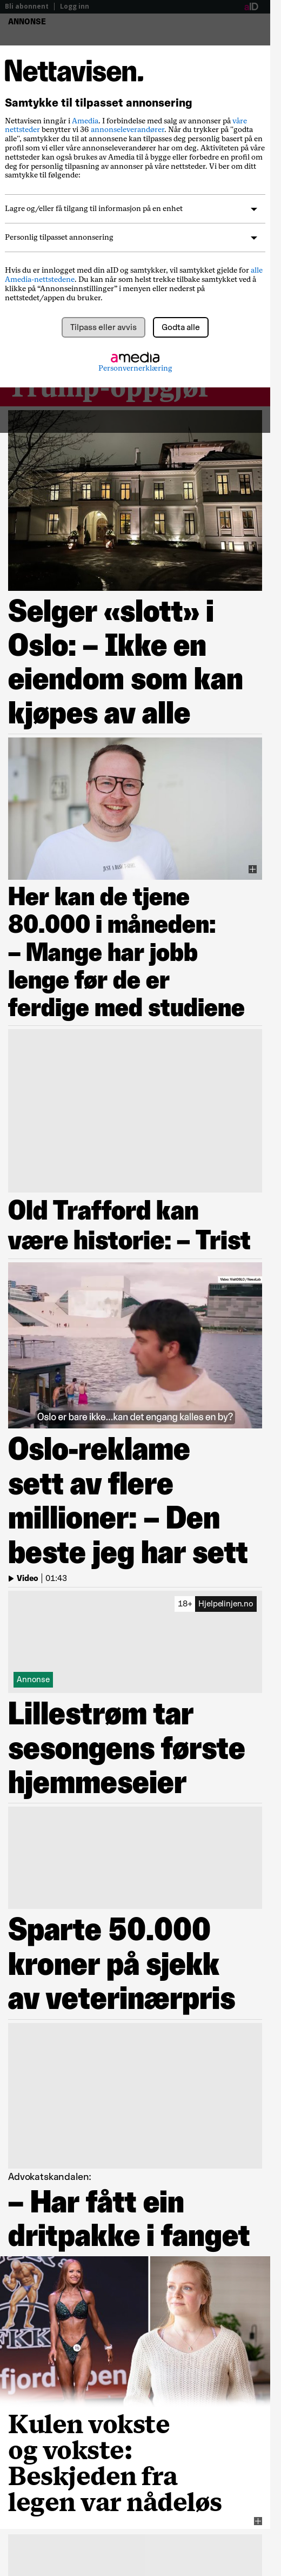 Bli abonnent | Logg inn
aID
ANNONSE
Nettavisen.
Samtykke til tilpasset annonsering
Nettavisen inngår i Amedia. I forbindelse med salg av annonser på våre
nettsteder benytter vi 36 annonseleverandører. Når du trykker på "godta
alle", samtykker du til at annonsene kan tilpasses deg personlig basert på en
profil som vi eller våre annonseleverandører har om deg. Aktiviteten på våre
nettsteder kan også brukes av Amedia til å bygge eller forbedre en profil om
deg for personlig tilpasning av annonser på våre nettsteder. Vi ber om ditt
samtykke til følgende:
Lagre og/eller få tilgang til informasjon på en enhet
Personlig tilpasset annonsering
Hvis du er innlogget med din aID og samtykker, vil samtykket gjelde for alle
Amedia-nettstedene. Du kan når som helst trekke tilbake samtykket ved å
klikke på "Annonseinnstillinger" i menyen eller nederst på
nettstedet/appen du bruker.
Tilpass eller avvis
Godta alle
amedia
Personvernerklæring
Trump-oppgjør
Selger «slott» i
Oslo: – Ikke en
eiendom som kan
kjøpes av alle
Her kan de tjene
80.000 i måneden:
– Mange har jobb
lenge før de er
ferdige med studiene
Old Trafford kan
være historie: – Trist
Oslo er bare ikke...kan det engang kalles en by?
Oslo-reklame
sett av flere
millioner: – Den
beste jeg har sett
Video | 01:43
18+ Hjelpelinjen.no
Annonse
Lillestrøm tar
sesongens første
hjemmeseier
Sparte 50.000
kroner på sjekk
av veterinærpris
Advokatskandalen:
– Har fått ein
dritpakke i fanget
Kulen vokste
og vokste:
Beskjeden fra
legen var nådeløs